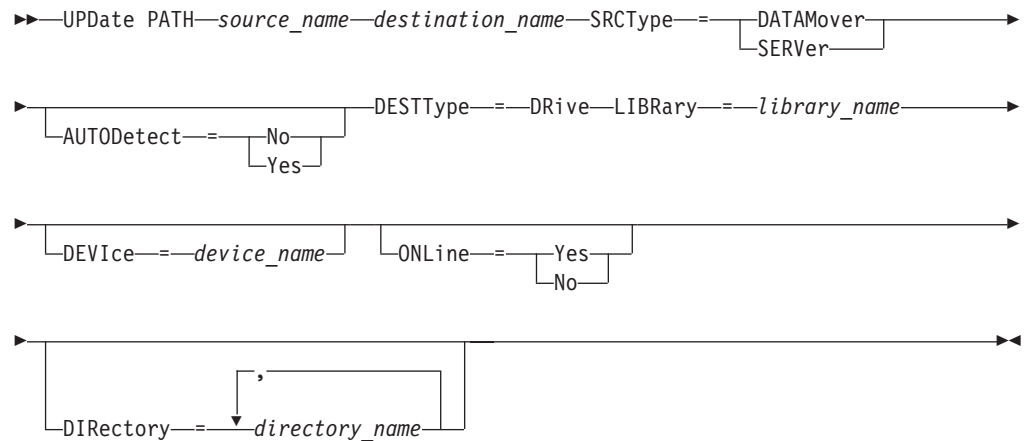 UPDate PATH source_name destination_name SRCType = DATAMover
SERVer
AUTODetect = No
Yes
DESTType = DRive LIBRary = library_name
DEVIce = device_name
ONLine = Yes
No
DIRectory = directory_name
,